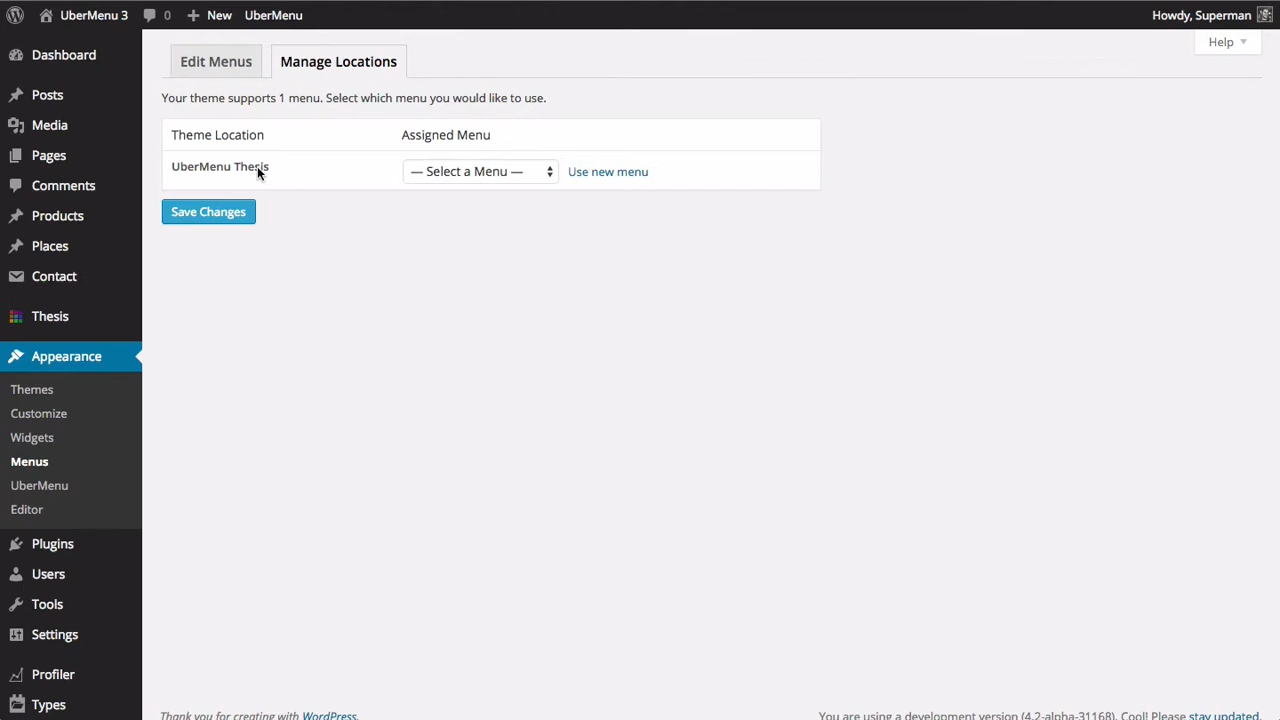 UberMenu 3 0 New UberMenu Howdy, Superman
Help
Dashboard
Posts
Media
Pages
Comments
Products
Places
Contact
Thesis
Appearance
Themes
Customize
Widgets
Menus
UberMenu
Editor
Plugins
Users
Tools
Settings
Profiler
Types
Edit Menus Manage Locations
Your theme supports 1 menu. Select which menu you would like to use.
Theme Location Assigned Menu
UberMenu Thesis — Select a Menu — Use new menu
Save Changes
Thank you for creating with WordPress. You are using a development version (4.2-alpha-31168). Cool! Please stay updated.